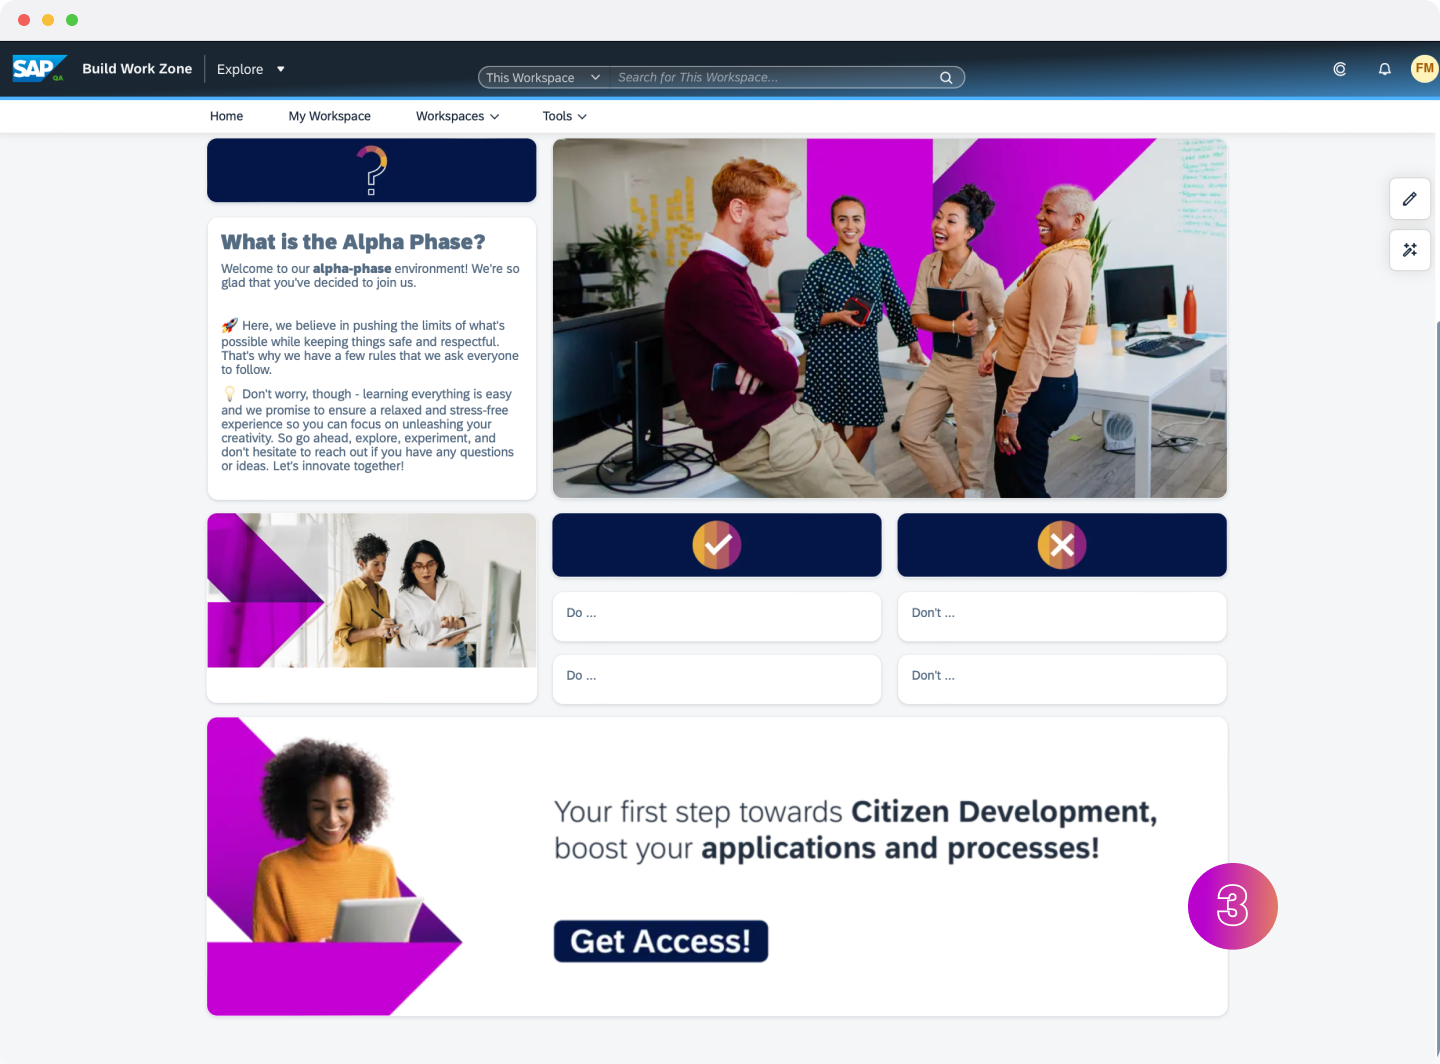 SAP QA Build Work Zone Explore
This Workspace Search for This Workspace...
FM
Home My Workspace Workspaces Tools
?
What is the Alpha Phase?
Welcome to our alpha-phase environment! We're so
glad that you've decided to join us.
🚀 Here, we believe in pushing the limits of what's
possible while keeping things safe and respectful.
That's why we have a few rules that we ask everyone
to follow.
💡 Don't worry, though - learning everything is easy
and we promise to ensure a relaxed and stress-free
experience so you can focus on unleashing your
creativity. So go ahead, explore, experiment, and
don't hesitate to reach out if you have any questions
or ideas. Let's innovate together!
Do ...
Don't ...
Do ...
Don't ...
Your first step towards Citizen Development,
boost your applications and processes!
Get Access!
3